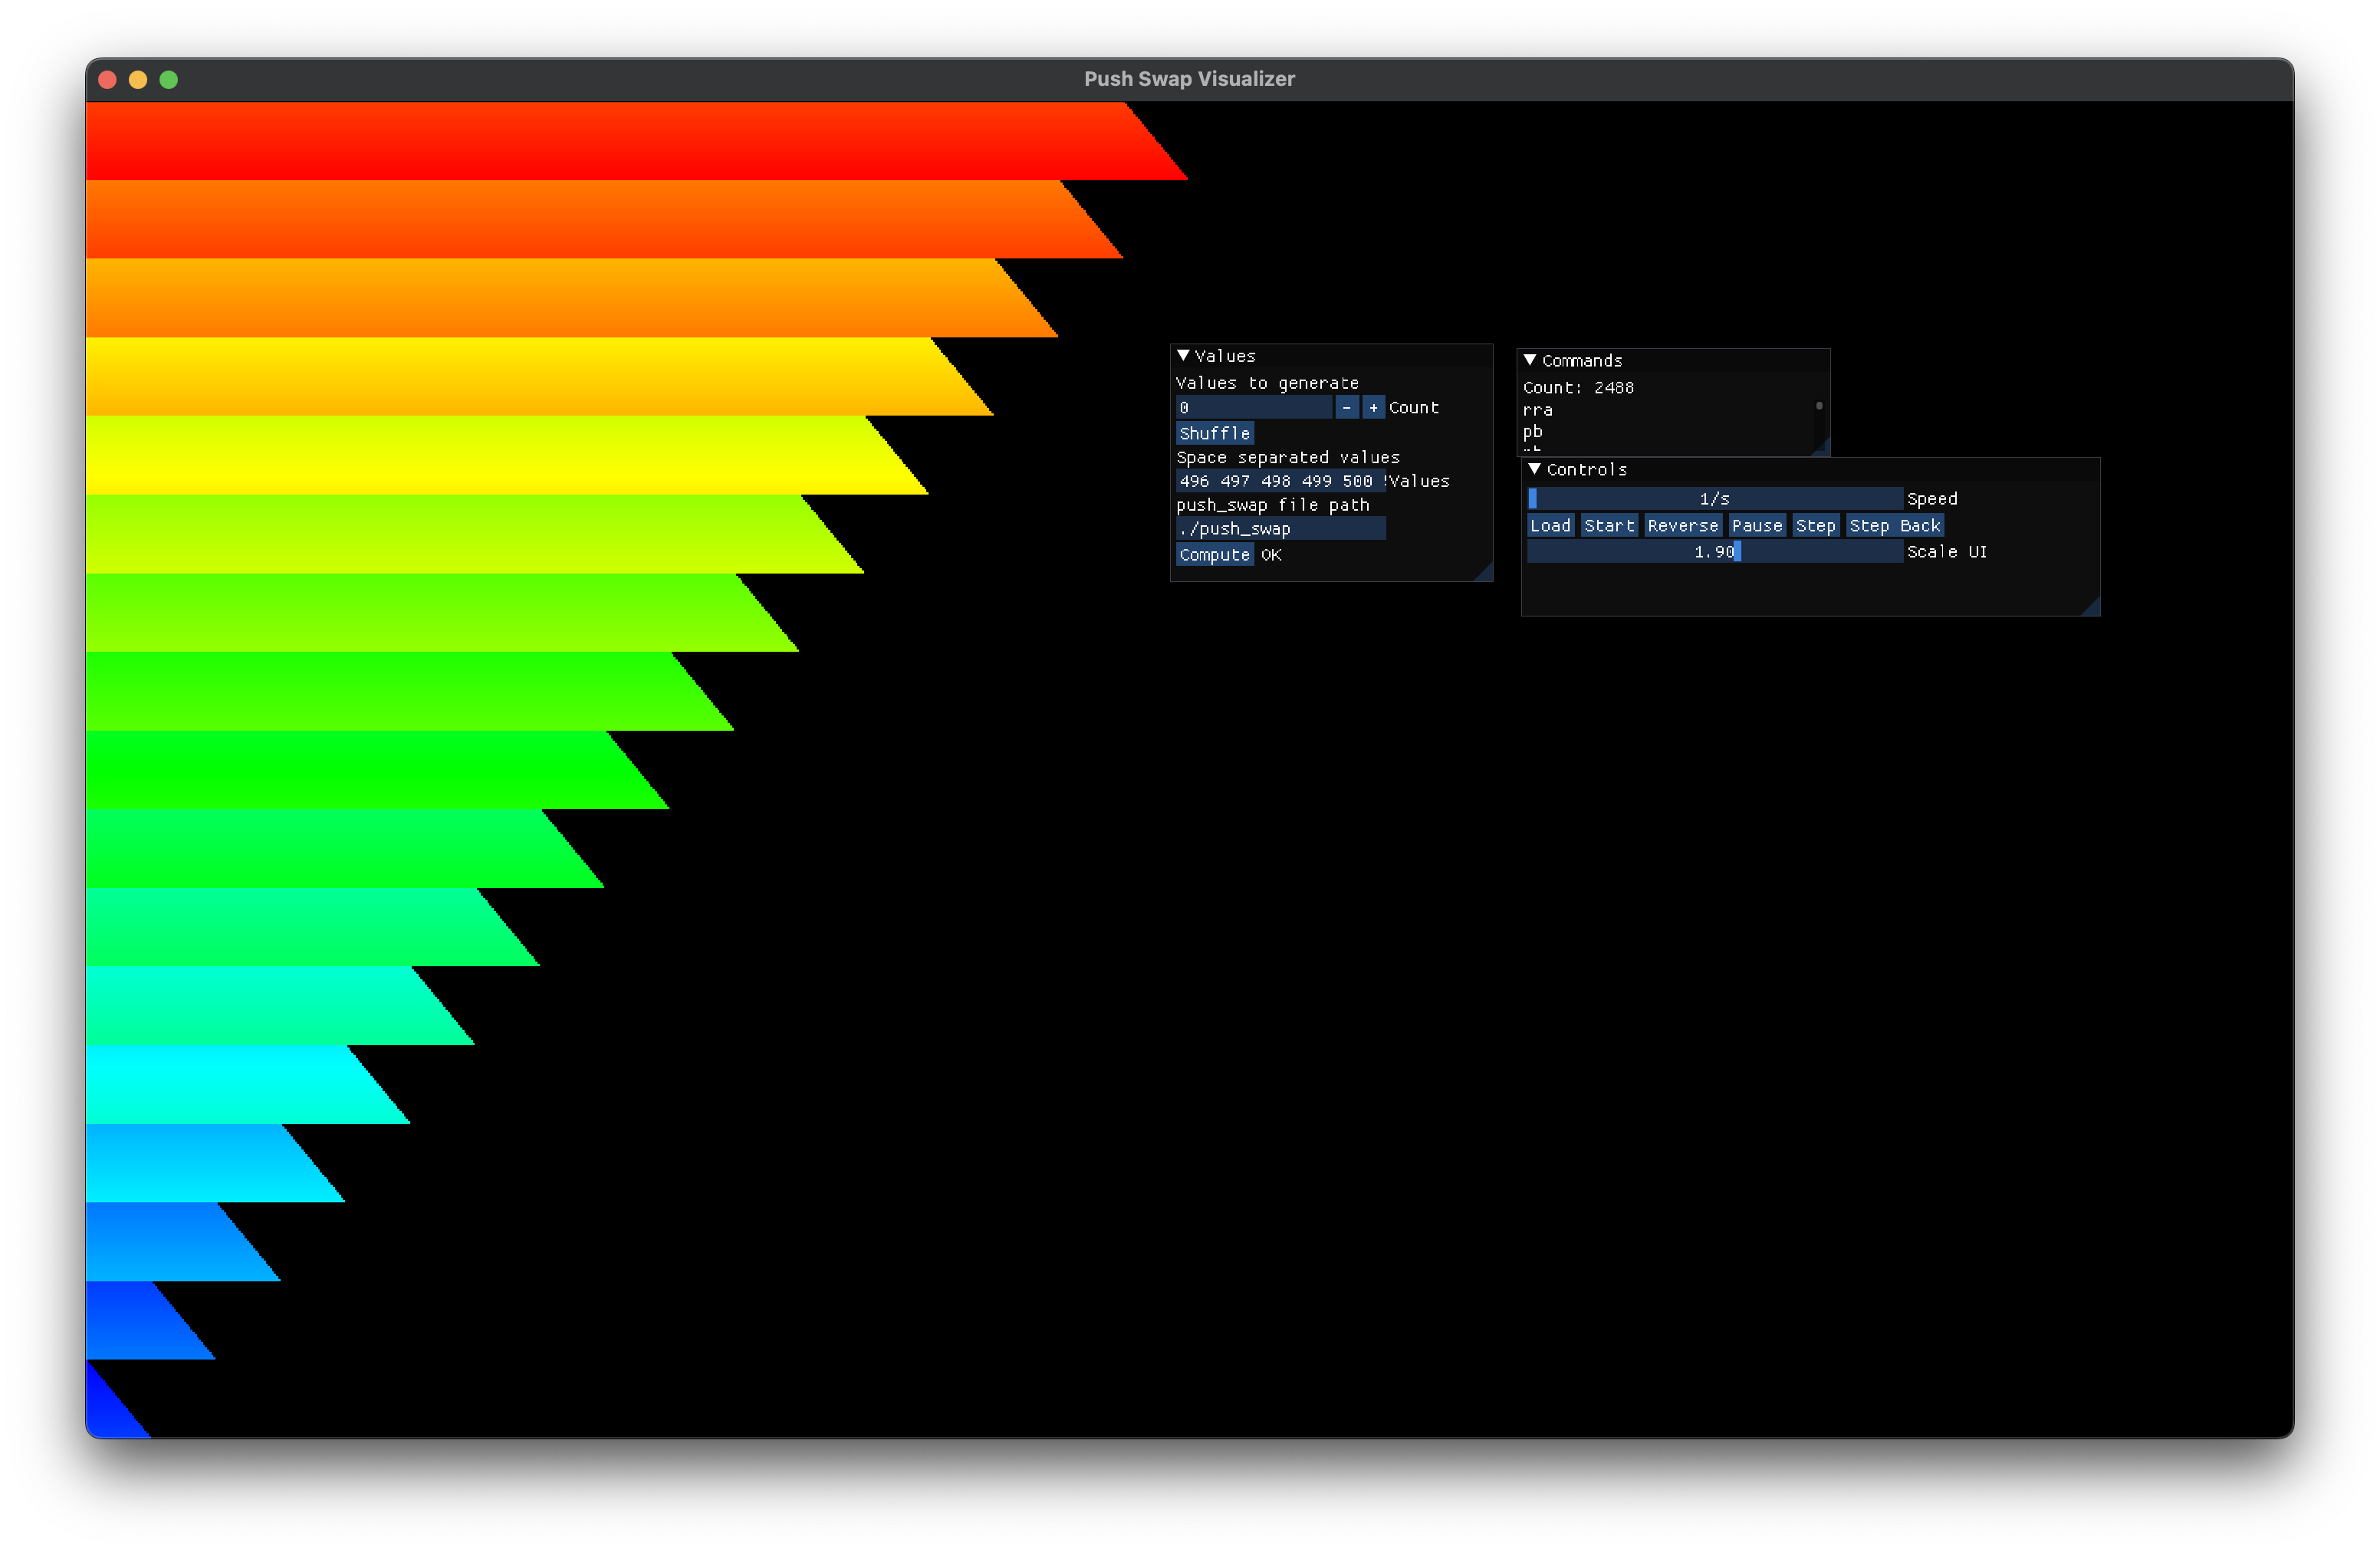 Push Swap Visualizer
Values
Values to generate
0 - + Count
Shuffle
Space separated values
496 497 498 499 500 Values
push_swap file path
./push_swap
Compute OK
Commands
Count: 2488
rra
pb
Controls
1/s Speed
Load Start Reverse Pause Step Step Back
1.90 Scale UI